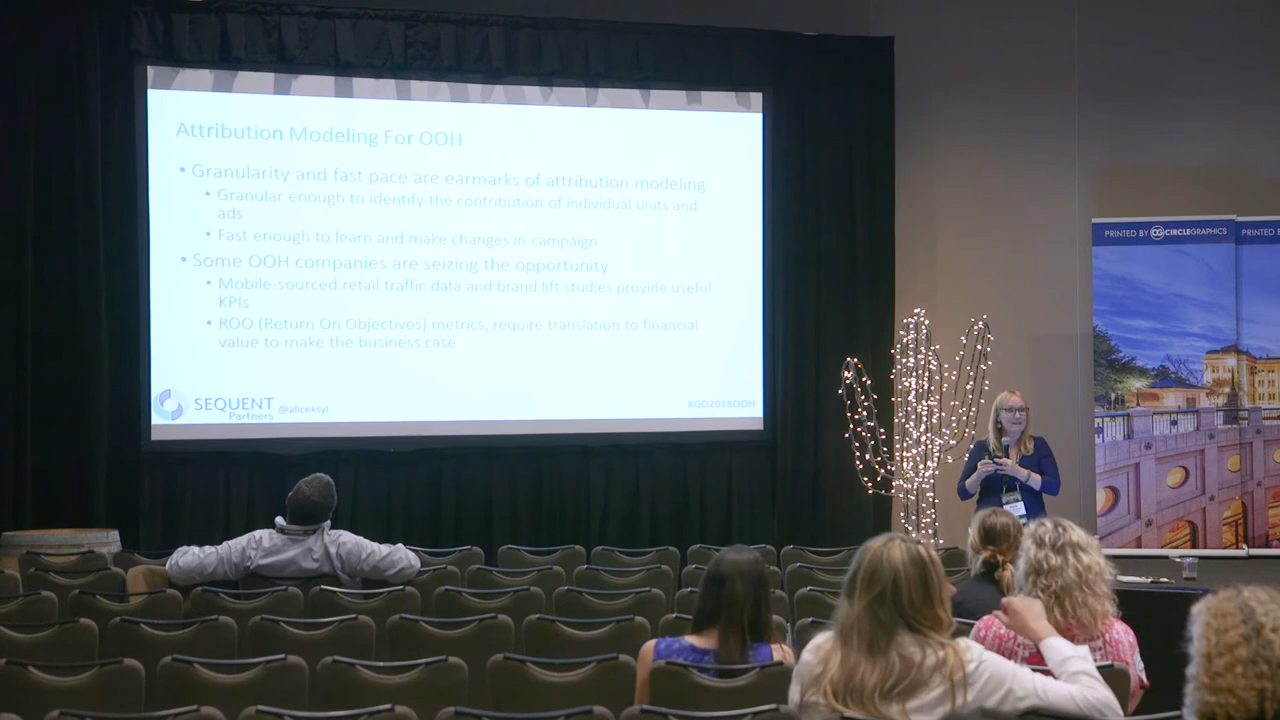 Attribution Modeling For OOH
• Granularity and fast pace are earmarks of attribution modeling
• Granular enough to identify the contribution of individual units and
ads
• Fast enough to learn and make changes in-campaign
• Some OOH companies are seizing the opportunity
• Mobile-sourced retail traffic data and brand lift studies provide useful
KPIs
• ROO (Return On Objectives) metrics, require translation to financial
value to make the business case
SEQUENT
Partners
@aliceksyl
#GO2018OOH
PRINTED BY CG CIRCLEGRAPHICS
PRINTED B